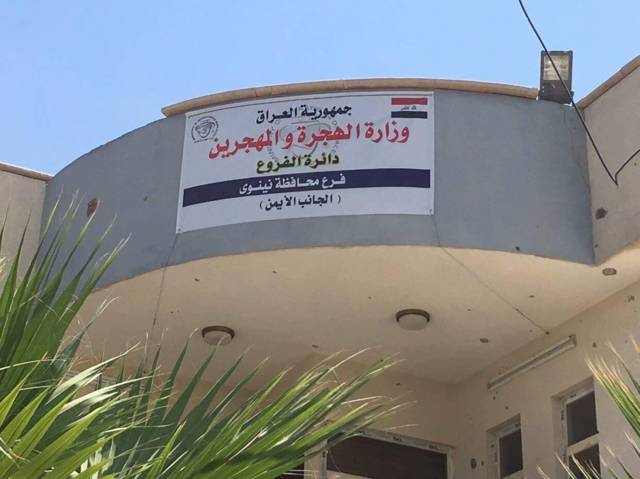 جمهورية العراق
وزارة الهجرة والمهجرين
دائرة الفروع
فرع محافظة نينوى
( الجانب الأيمن )